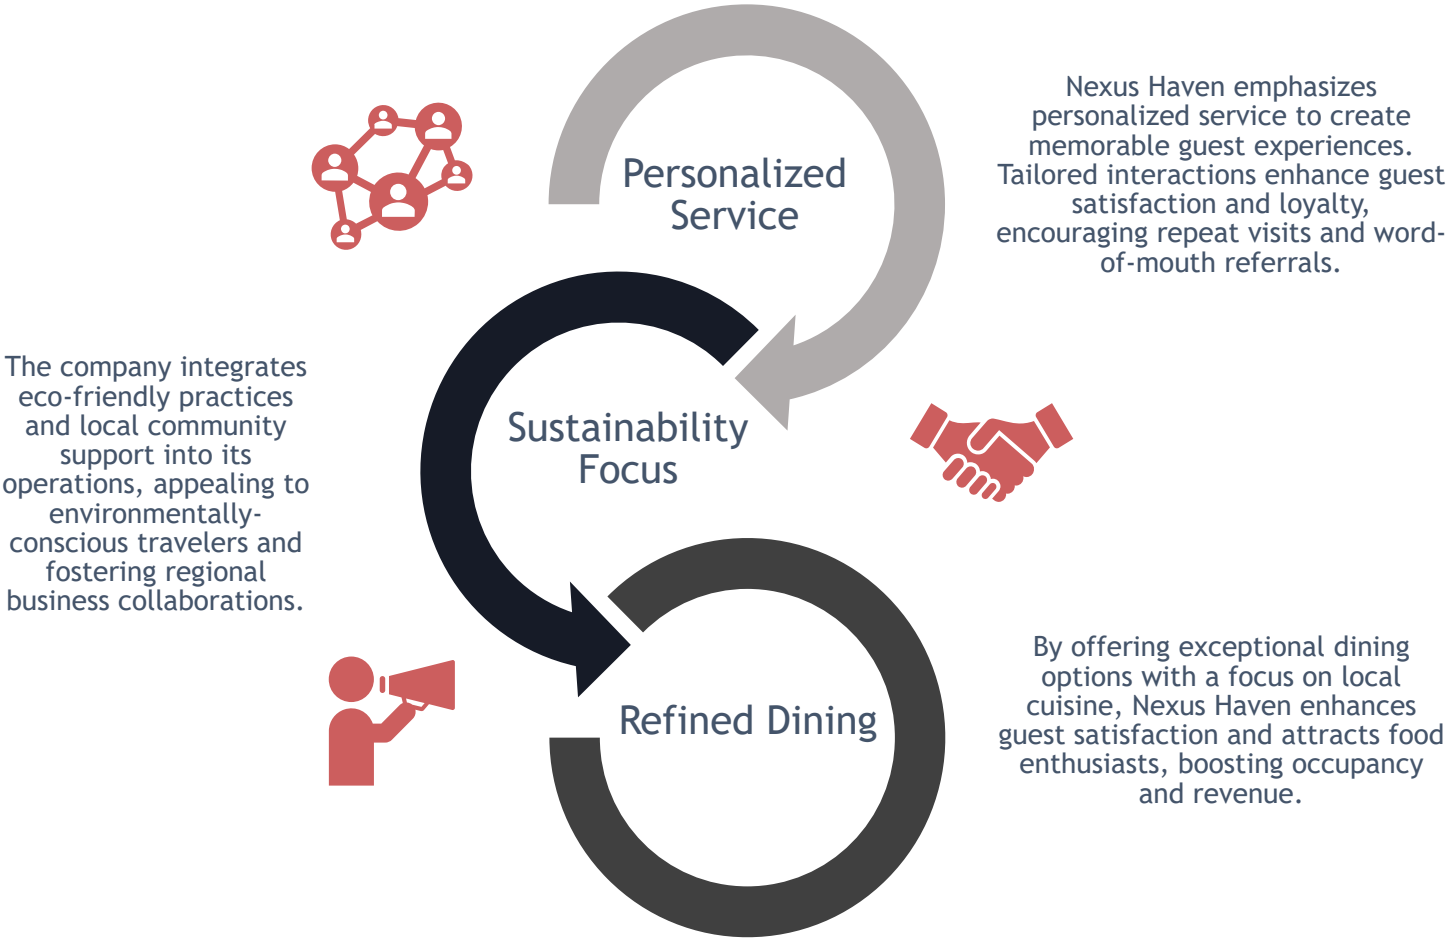 Personalized
Service
Nexus Haven emphasizes
personalized service to create
memorable guest experiences.
Tailored interactions enhance guest
satisfaction and loyalty,
encouraging repeat visits and word-
of-mouth referrals.
Sustainability
Focus
The company integrates
eco-friendly practices
and local community
support into its
operations, appealing to
environmentally-
conscious travelers and
fostering regional
business collaborations.
Refined Dining
By offering exceptional dining
options with a focus on local
cuisine, Nexus Haven enhances
guest satisfaction and attracts food
enthusiasts, boosting occupancy
and revenue.